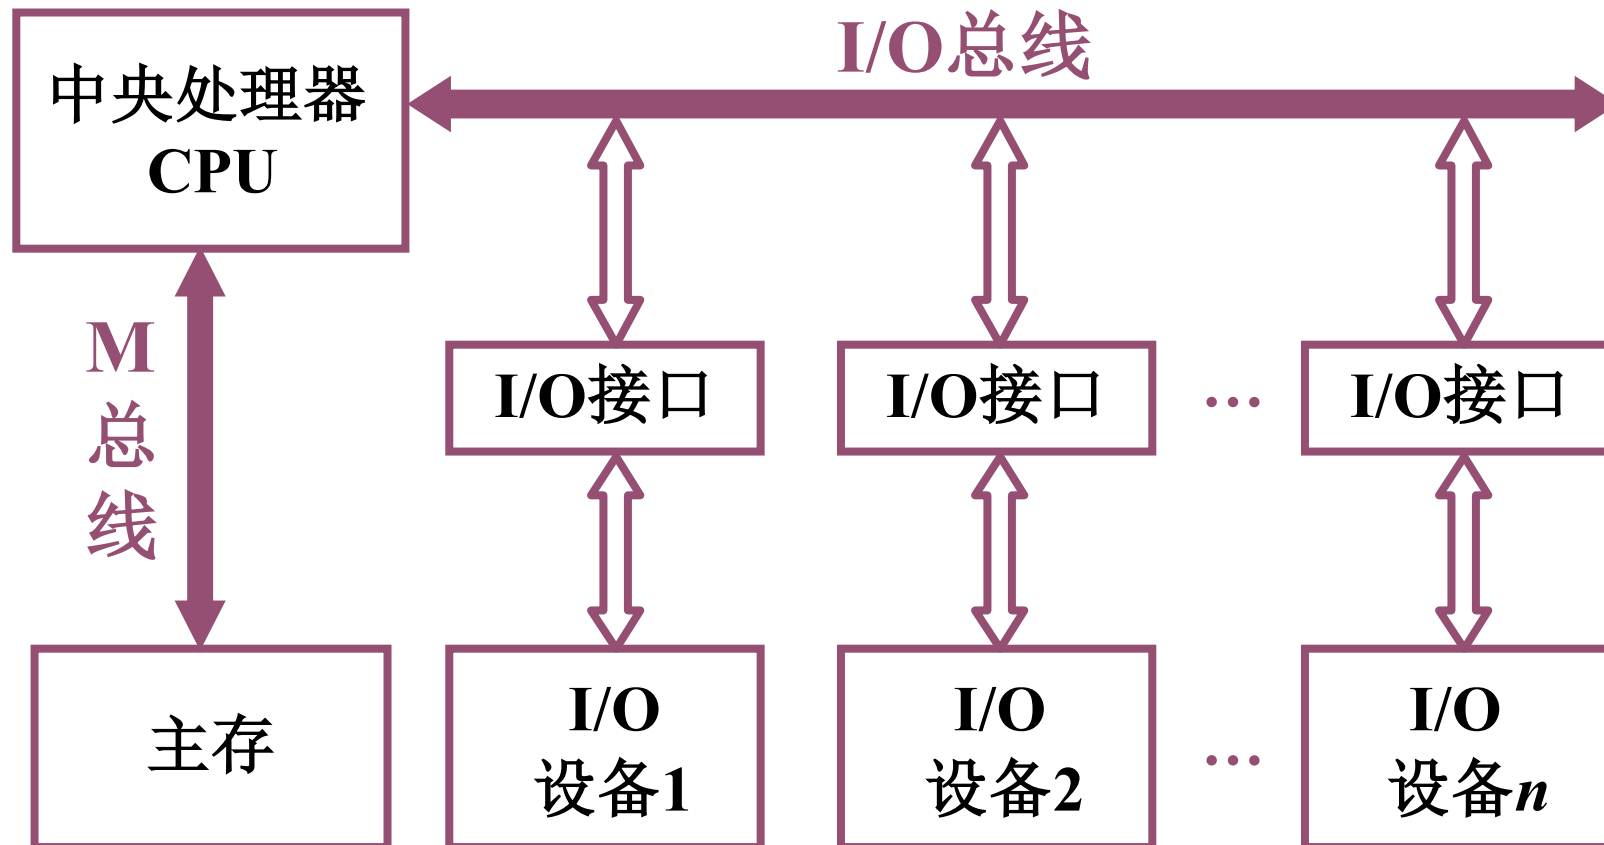 I/O总线
中央处理器
CPU
M
总
线
I/O接口
I/O接口
…
I/O接口
主存
I/O
设备1
I/O
设备2
…
I/O
设备n